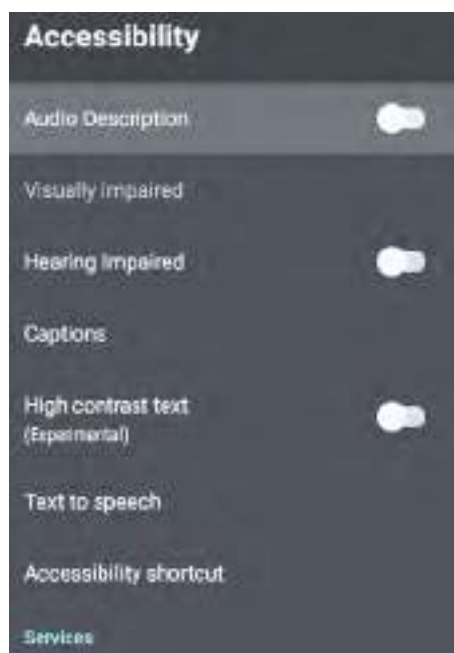 Accessibility
Audio Description
Visually impaired
Hearing Impaired
Captions
High contrast text
(Experimental)
Text to speech
Accessibility shortcut
Services